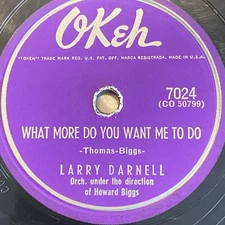 OKeh
"OKEH" TRADE MARK REG. U.S. PAT. OFF. MARCA REGISTRADA. MADE IN U.S.A.
7024
(CO 50799)
WHAT MORE DO YOU WANT ME TO DO
-Thomas-Biggs-
LARRY DARNELL
Orch. under the direction
of Howard Biggs